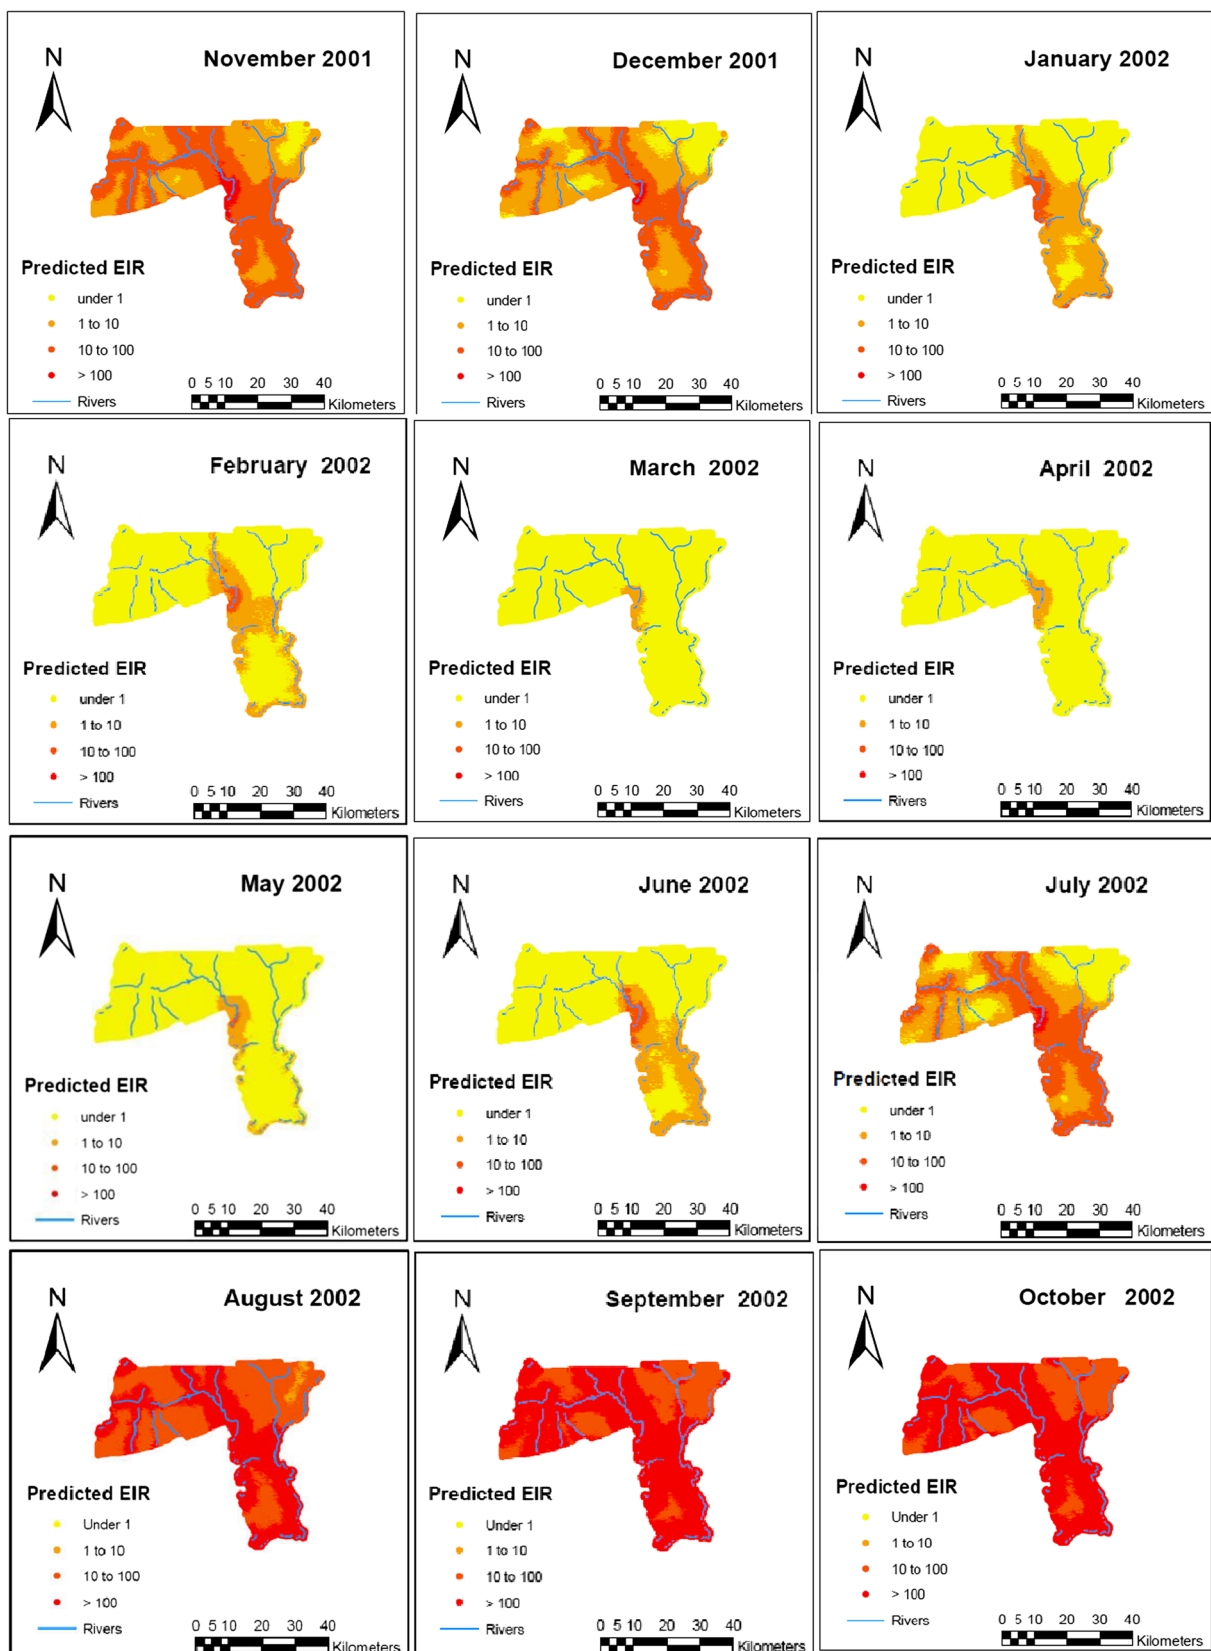 N
November 2001
Predicted EIR
under 1
1 to 10
10 to 100
> 100
Rivers
0 5 10 20 30 40
Kilometers
N
December 2001
Predicted EIR
under 1
1 to 10
10 to 100
> 100
Rivers
0 5 10 20 30 40
Kilometers
N
January 2002
Predicted EIR
under 1
1 to 10
10 to 100
> 100
Rivers
0 5 10 20 30 40
Kilometers
N
February 2002
Predicted EIR
under 1
1 to 10
10 to 100
> 100
Rivers
0 5 10 20 30 40
Kilometers
N
March 2002
Predicted EIR
under 1
1 to 10
10 to 100
> 100
Rivers
0 5 10 20 30 40
Kilometers
N
April 2002
Predicted EIR
under 1
1 to 10
10 to 100
> 100
Rivers
0 5 10 20 30 40
Kilometers
N
May 2002
Predicted EIR
under 1
1 to 10
10 to 100
> 100
Rivers
0 5 10 20 30 40
Kilometers
N
June 2002
Predicted EIR
under 1
1 to 10
10 to 100
> 100
Rivers
0 5 10 20 30 40
Kilometers
N
July 2002
Predicted EIR
under 1
1 to 10
10 to 100
> 100
Rivers
0 5 10 20 30 40
Kilometers
N
August 2002
Predicted EIR
Under 1
1 to 10
10 to 100
> 100
Rivers
0 5 10 20 30 40
Kilometers
N
September 2002
Predicted EIR
Under 1
1 to 10
10 to 100
> 100
Rivers
0 5 10 20 30 40
Kilometers
N
October 2002
Predicted EIR
Under 1
1 to 10
10 to 100
> 100
Rivers
0 5 10 20 30 40
Kilometers